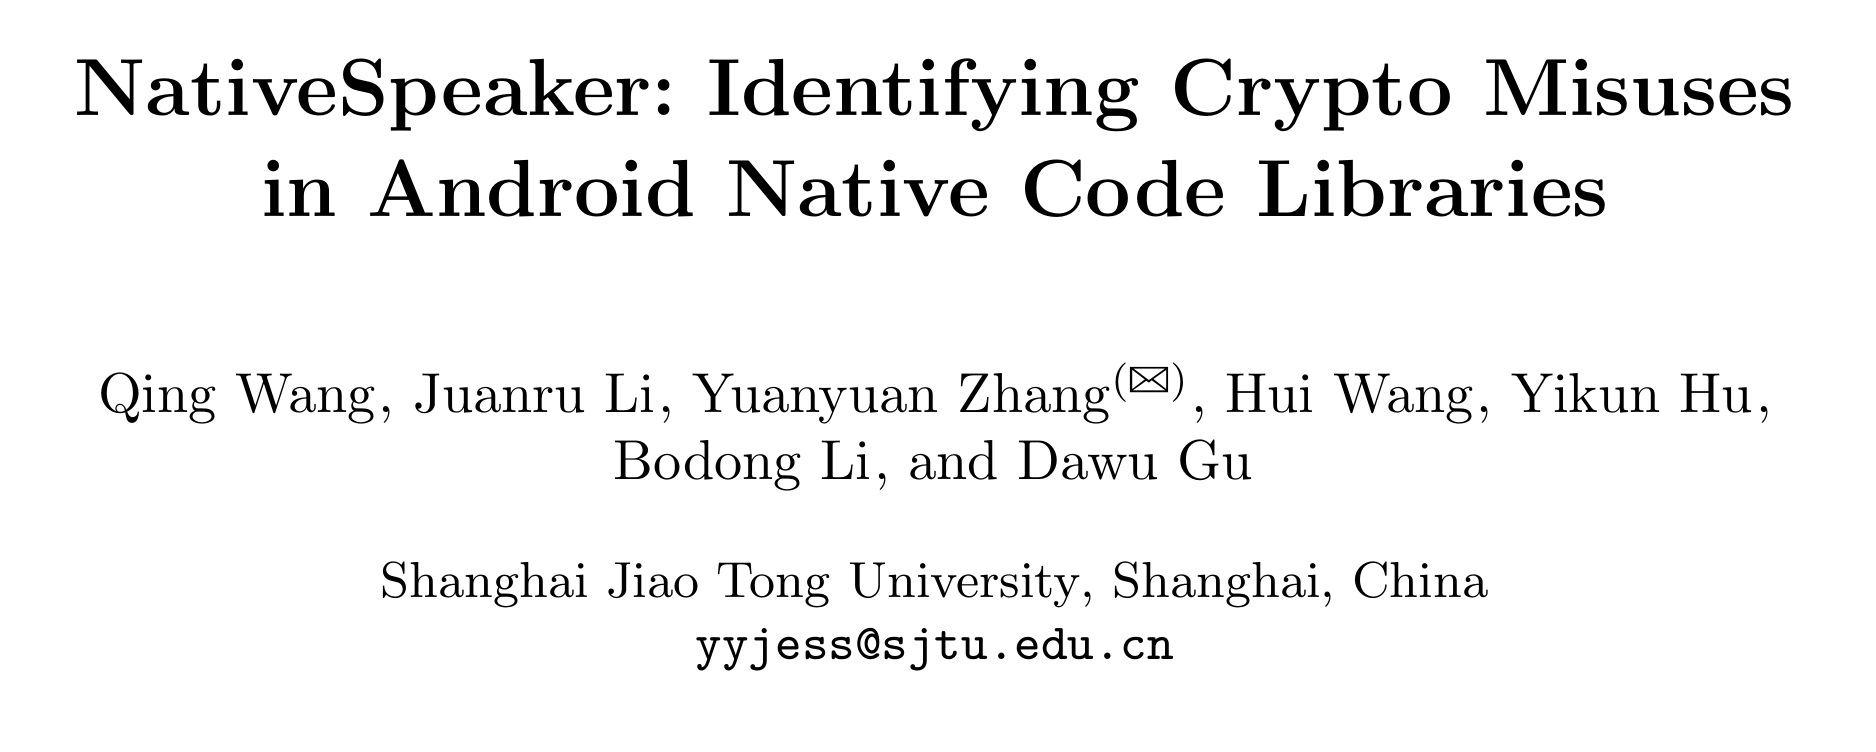 NativeSpeaker: Identifying Crypto Misuses
in Android Native Code Libraries
Qing Wang, Juanru Li, Yuanyuan Zhang(✉), Hui Wang, Yikun Hu,
Bodong Li, and Dawu Gu
Shanghai Jiao Tong University, Shanghai, China
yyjess@sjtu.edu.cn